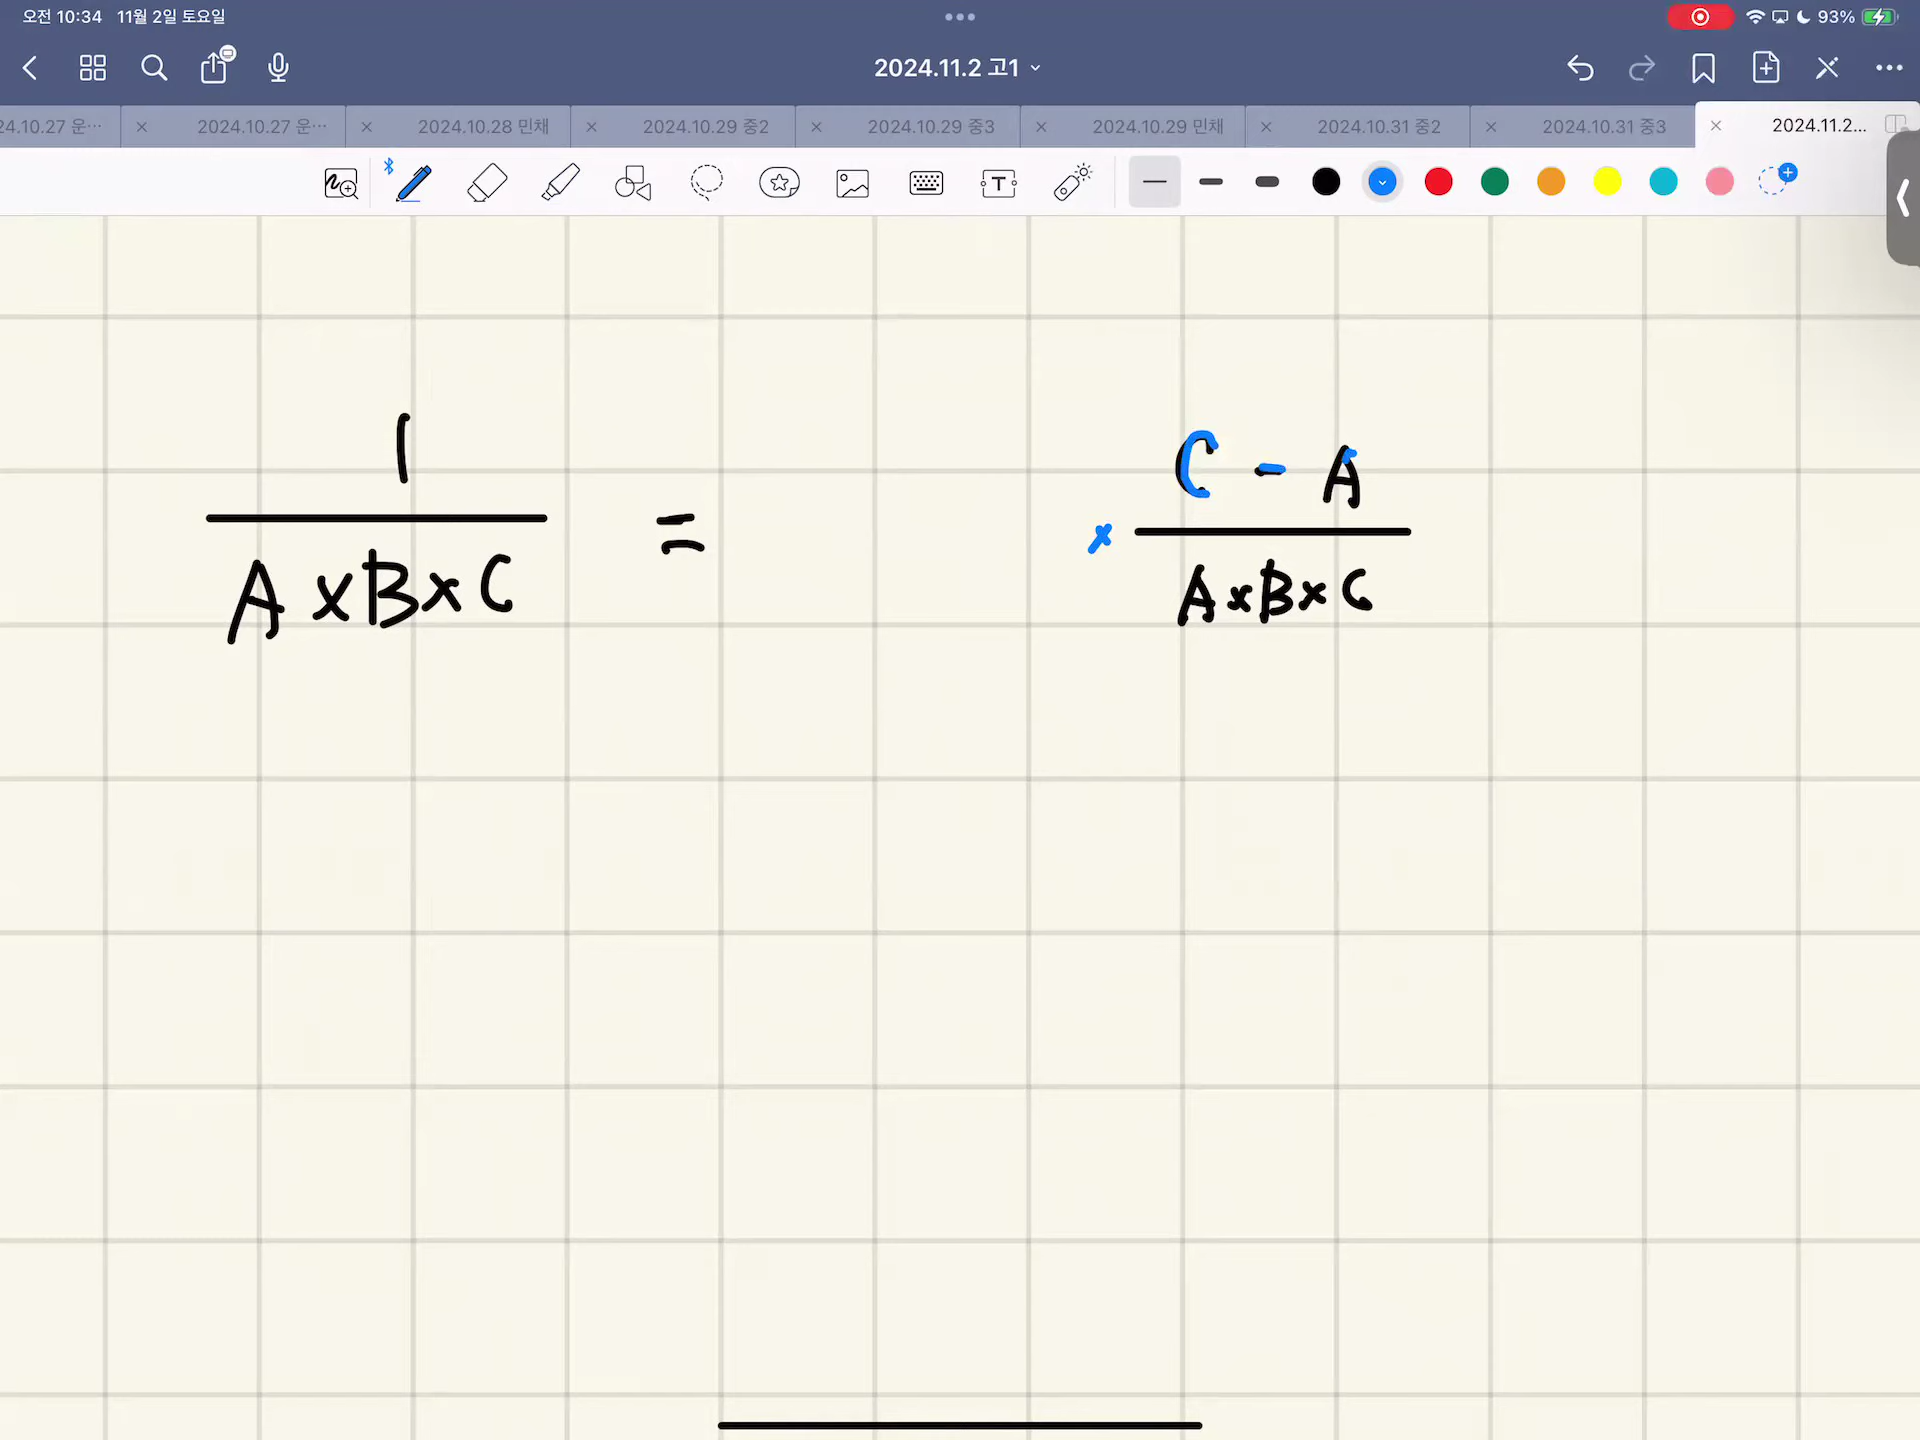 오전 10:34 11월 2일 토요일
93%
2024.11.2 고1
24.10.27 운…
2024.10.27 운…
2024.10.28 민채
2024.10.29 중2
2024.10.29 중3
2024.10.29 민채
2024.10.31 중2
2024.10.31 중3
2024.11.2...
T
1
A × B × C
=
×
C - A
A × B × C